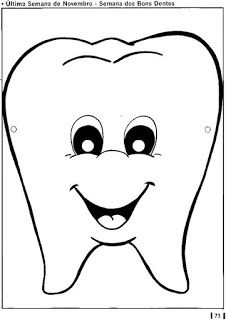 • Última Semana de Novembro - Semana dos Bons Dentes
71